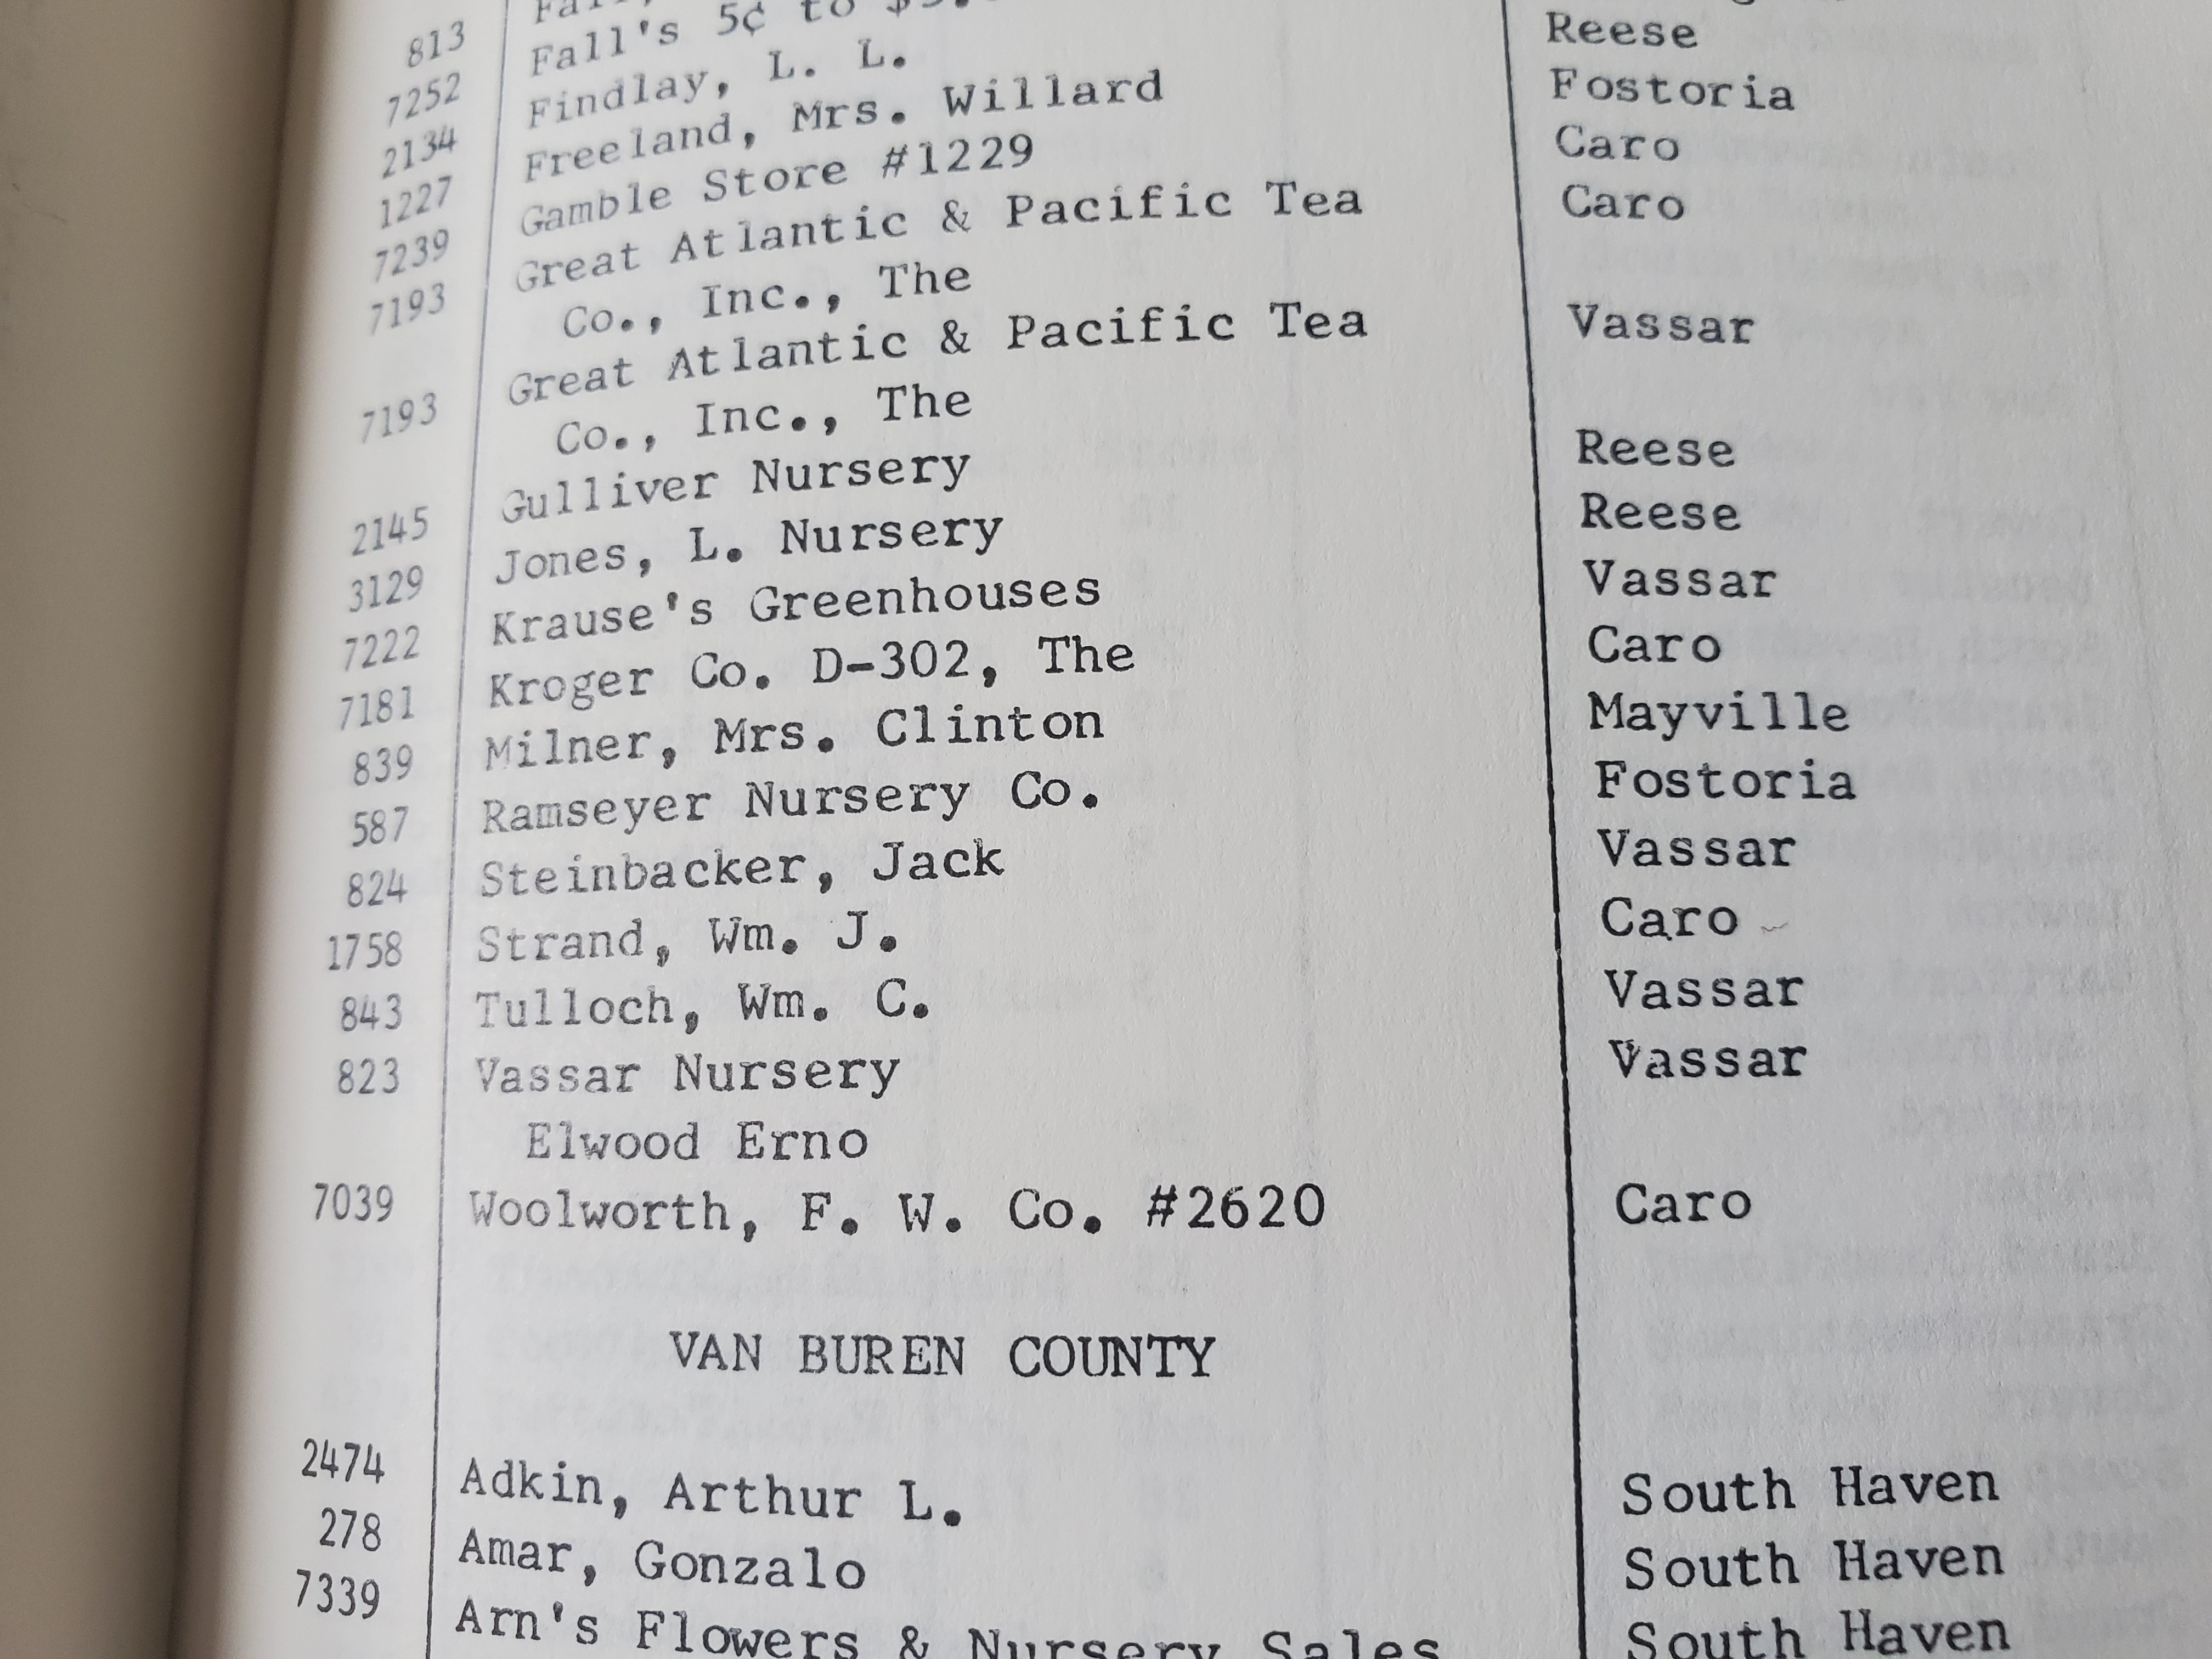 813
7252 Fall's 5¢ to
2134 Findlay, L. L. Reese
1227 Freeland, Mrs. Willard Fostoria
7239 Gamble Store #1229 Caro
7193 Great Atlantic & Pacific Tea Caro
Co., Inc., The
7193 Great Atlantic & Pacific Tea Vassar
Co., Inc., The
2145 Gulliver Nursery Reese
3129 Jones, L. Nursery Reese
7222 Krause's Greenhouses Vassar
7181 Kroger Co. D-302, The Caro
839 Milner, Mrs. Clinton Mayville
587 Ramseyer Nursery Co. Fostoria
824 Steinbacker, Jack Vassar
1758 Strand, Wm. J. Caro
843 Tulloch, Wm. C. Vassar
823 Vassar Nursery Vassar
Elwood Erno
7039 Woolworth, F. W. Co. #2620 Caro
VAN BUREN COUNTY
2474 Adkin, Arthur L. South Haven
278 Amar, Gonzalo South Haven
7339 Arn's Flowers & Nursery Sales South Haven